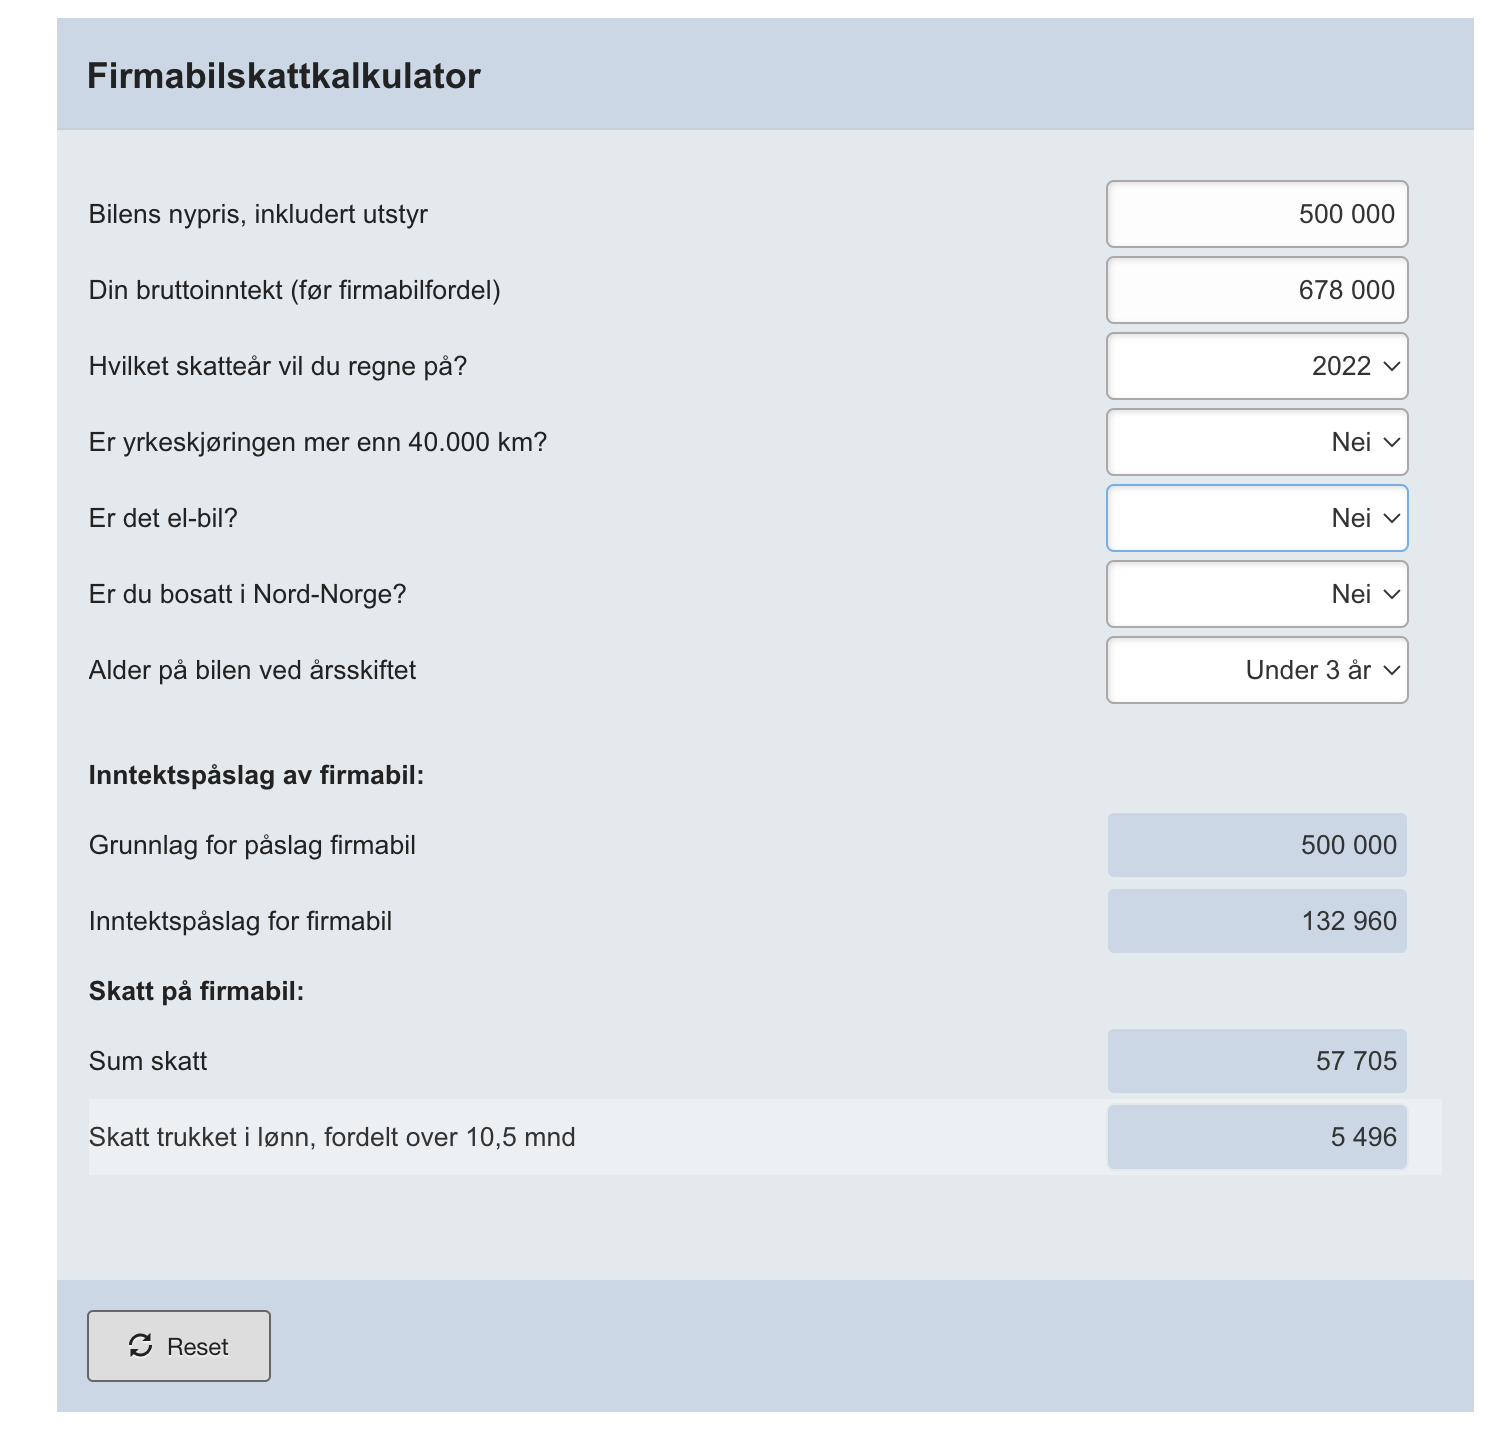 Firmabilskattkalkulator
Bilens nypris, inkludert utstyr 500 000
Din bruttoinntekt (før firmabilfordel) 678 000
Hvilket skatteår vil du regne på? 2022
Er yrkeskjøringen mer enn 40.000 km? Nei
Er det el-bil? Nei
Er du bosatt i Nord-Norge? Nei
Alder på bilen ved årsskiftet Under 3 år
Inntektspåslag av firmabil:
Grunnlag for påslag firmabil 500 000
Inntektspåslag for firmabil 132 960
Skatt på firmabil:
Sum skatt 57 705
Skatt trukket i lønn, fordelt over 10,5 mnd 5 496
Reset